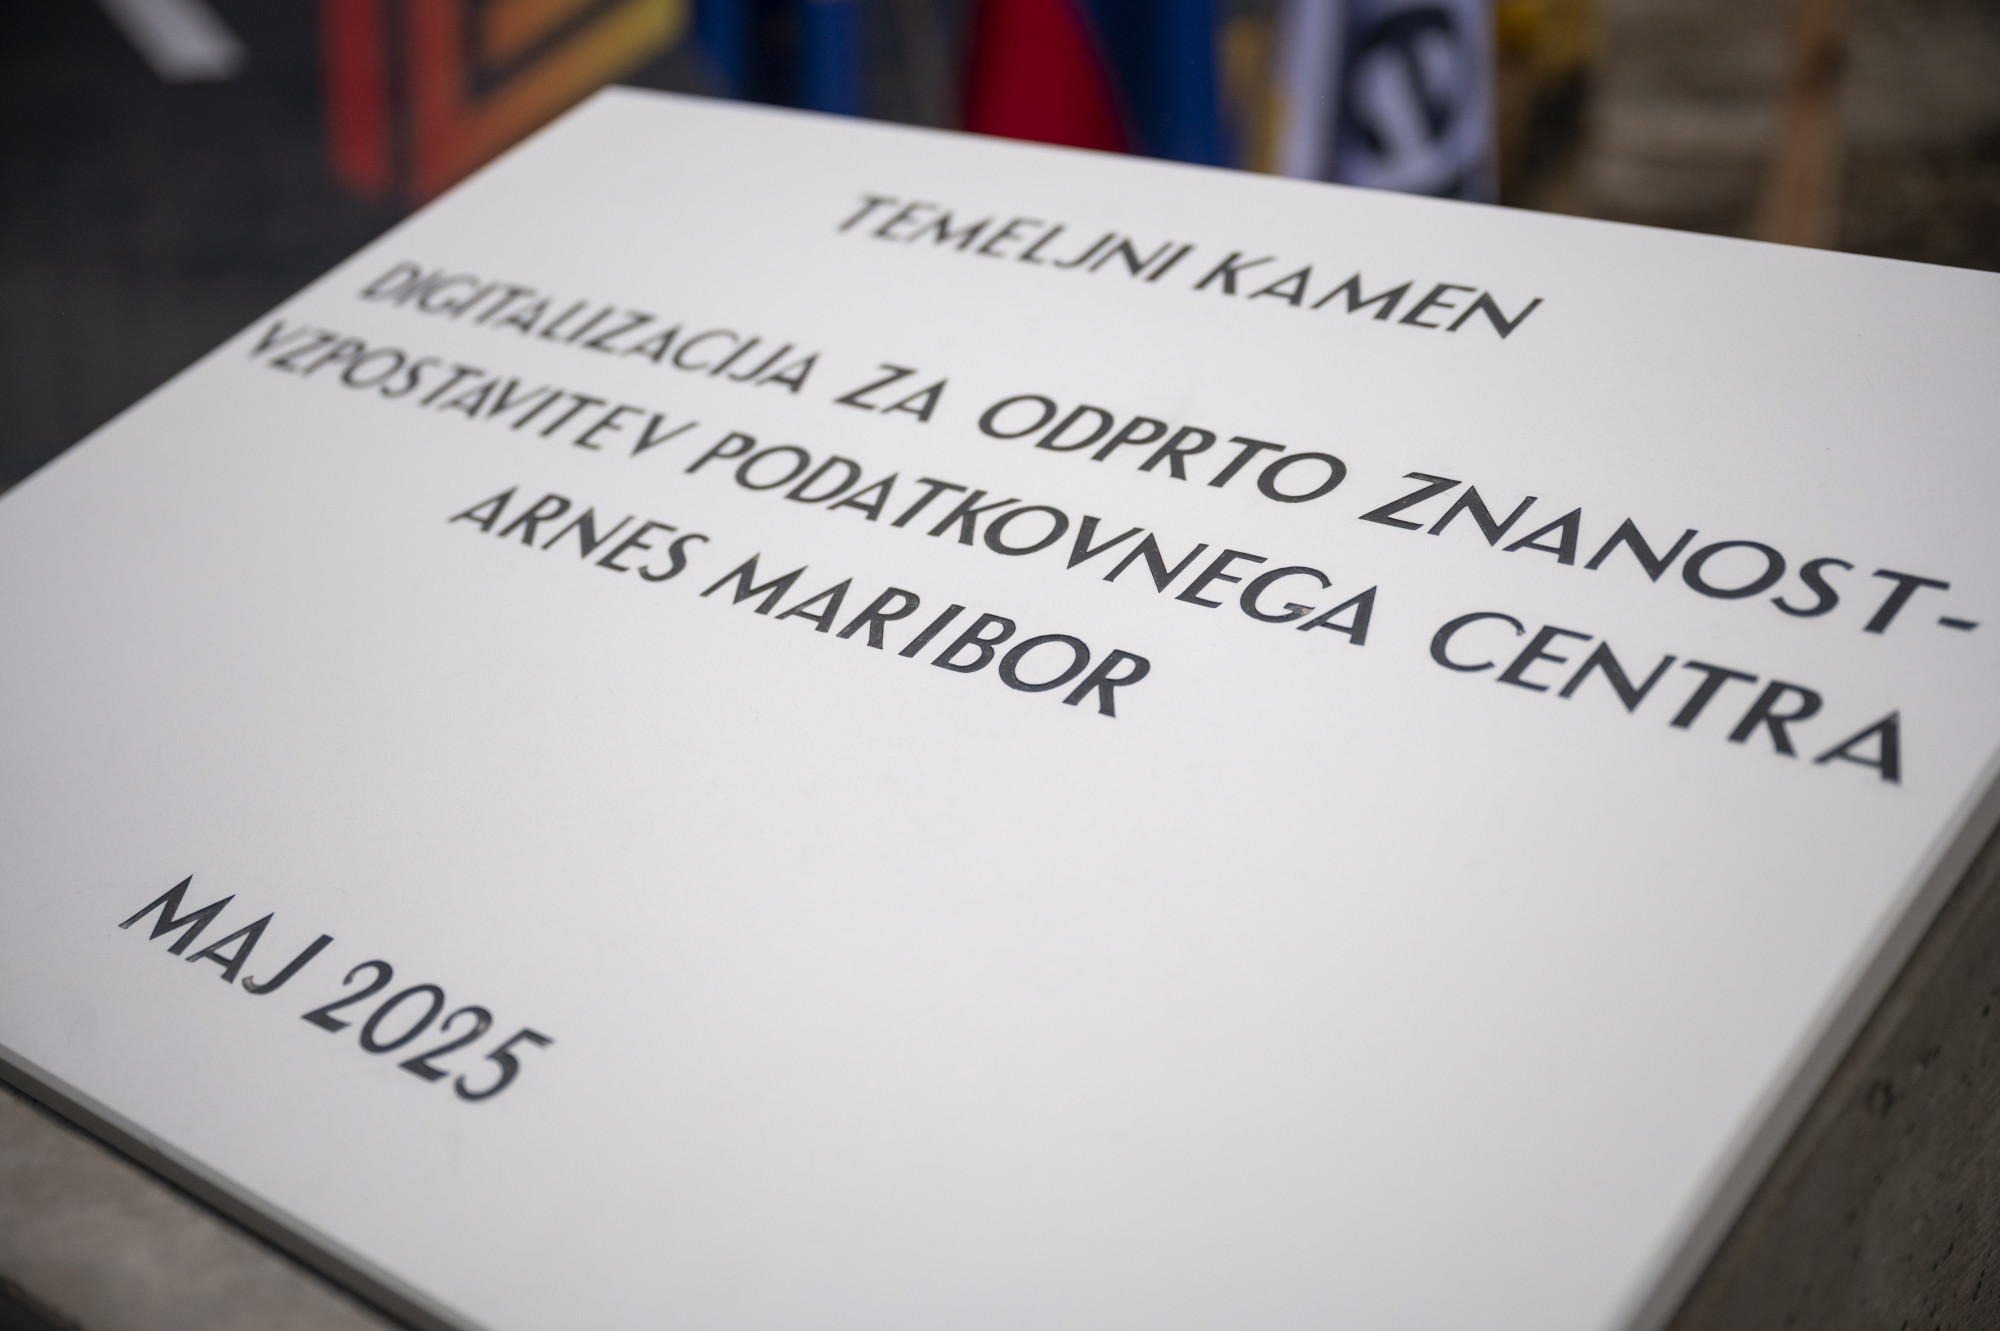 TEMELJNI KAMEN
DIGITALIZACIJA ZA ODPRTO ZNANOST-
VZPOSTAVITEV PODATKOVNEGA CENTRA
ARNES MARIBOR
MAJ 2025